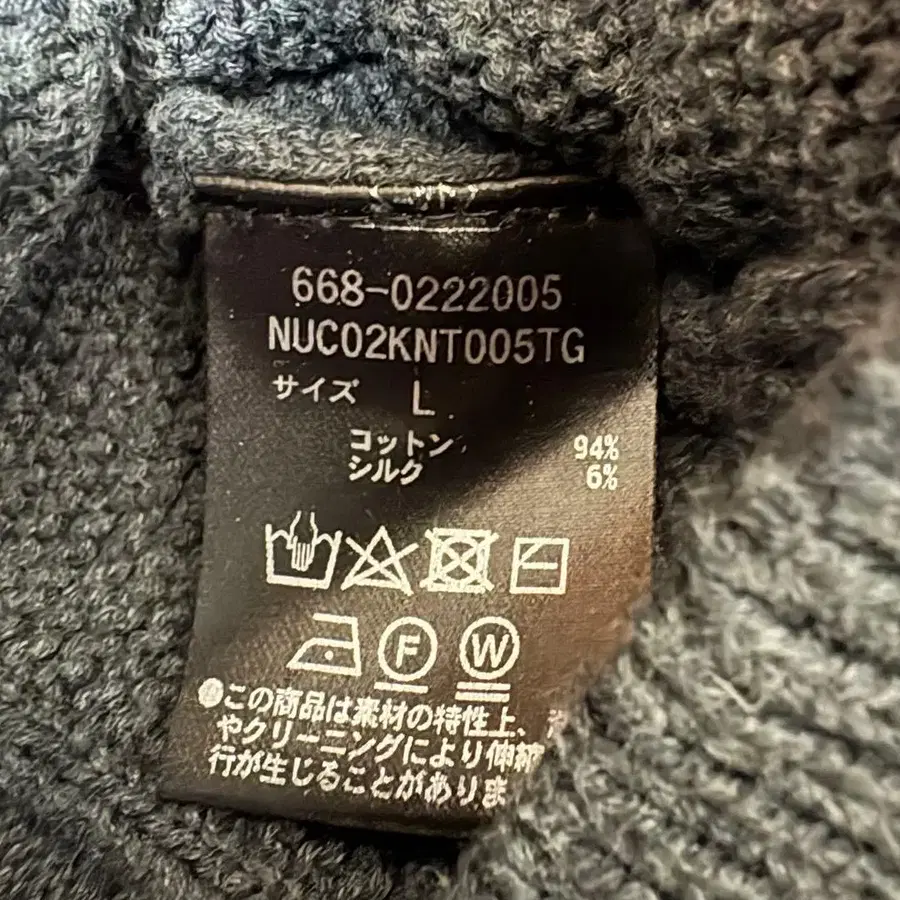 668-0222005
NUC02KNT005TG
サイズ L
コットン 94%
シルク 6%
F W
●この商品は素材の特性上、
やクリーニングにより伸縮
行が生じることがありま